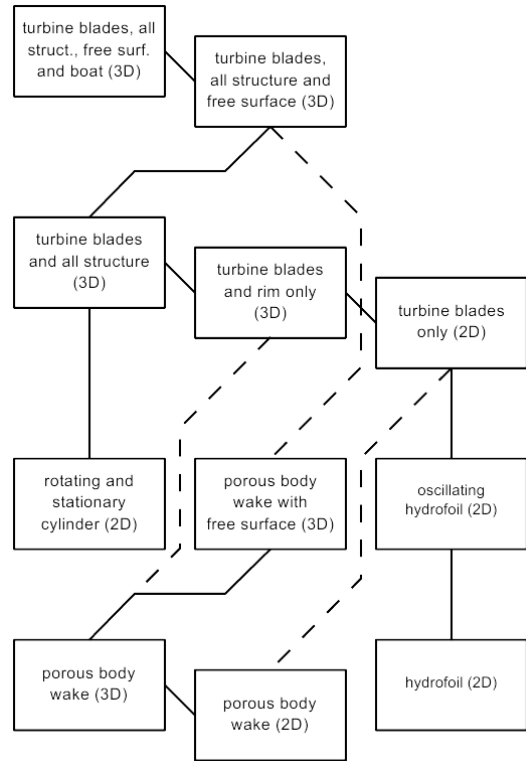 turbine blades, all
struct., free surf.
and boat (3D)
turbine blades,
all structure and
free surface (3D)
turbine blades
and all structure
(3D)
turbine blades
and rim only
(3D)
turbine blades
only (2D)
rotating and
stationary
cylinder (2D)
porous body
wake with
free surface (3D)
oscillating
hydrofoil (2D)
porous body
wake (3D)
porous body
wake (2D)
hydrofoil (2D)